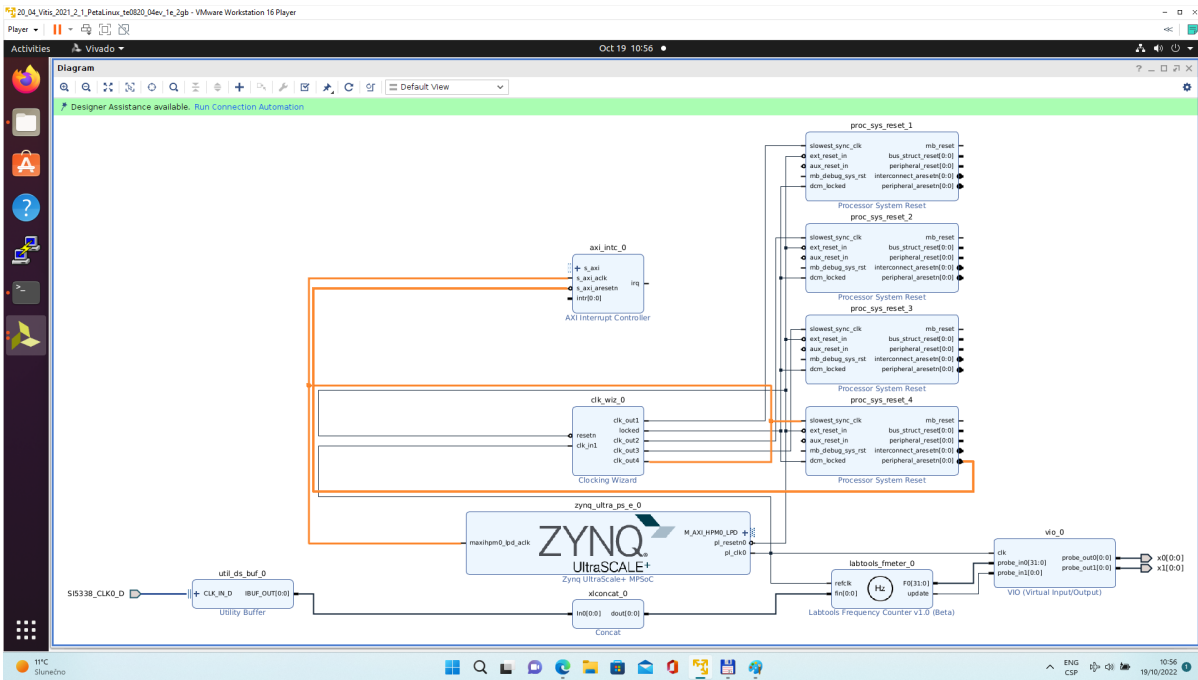 20_04_Vitis_2021_2_1_PetaLinux_te0820_04ev_1e_2gb - VMware Workstation 16 Player
Player
Activities
Vivado
Oct 19 10:56
Diagram
Default View
Designer Assistance available. Run Connection Automation
proc_sys_reset_1
slowest_sync_clk mb_reset
ext_reset_in bus_struct_reset[0:0]
aux_reset_in peripheral_reset[0:0]
mb_debug_sys_rst interconnect_aresetn[0:0]
dcm_locked peripheral_aresetn[0:0]
Processor System Reset
proc_sys_reset_2
slowest_sync_clk mb_reset
ext_reset_in bus_struct_reset[0:0]
aux_reset_in peripheral_reset[0:0]
mb_debug_sys_rst interconnect_aresetn[0:0]
dcm_locked peripheral_aresetn[0:0]
Processor System Reset
axi_intc_0
s_axi
s_axi_aclk
s_axi_aresetn irq
intr[0:0]
AXI Interrupt Controller
proc_sys_reset_3
slowest_sync_clk mb_reset
ext_reset_in bus_struct_reset[0:0]
aux_reset_in peripheral_reset[0:0]
mb_debug_sys_rst interconnect_aresetn[0:0]
dcm_locked peripheral_aresetn[0:0]
Processor System Reset
clk_wiz_0
clk_out1
resetn locked
clk_in1 clk_out2
clk_out3
clk_out4
Clocking Wizard
proc_sys_reset_4
slowest_sync_clk mb_reset
ext_reset_in bus_struct_reset[0:0]
aux_reset_in peripheral_reset[0:0]
mb_debug_sys_rst interconnect_aresetn[0:0]
dcm_locked peripheral_aresetn[0:0]
Processor System Reset
zynq_ultra_ps_e_0
maxihpm0_lpd_aclk
ZYNQ
UltraSCALE+
M_AXI_HPM0_LPD
pl_resetn0
pl_clk0
Zynq UltraScale+ MPSoC
vio_0
clk
probe_in0[31:0] probe_out0[0:0]
probe_in1[0:0] probe_out1[0:0]
x0[0:0]
x1[0:0]
VIO (Virtual Input/Output)
labtools_fmeter_0
refclk F0[31:0]
fin[0:0] update
Hz
Labtools Frequency Counter v1.0 (Beta)
util_ds_buf_0
SI5338_CLK0_D
CLK_IN_D IBUF_OUT[0:0]
Utility Buffer
xlconcat_0
In0[0:0] dout[0:0]
Concat
11°C
Slunečno
ENG
CSP
10:56
19/10/2022
1